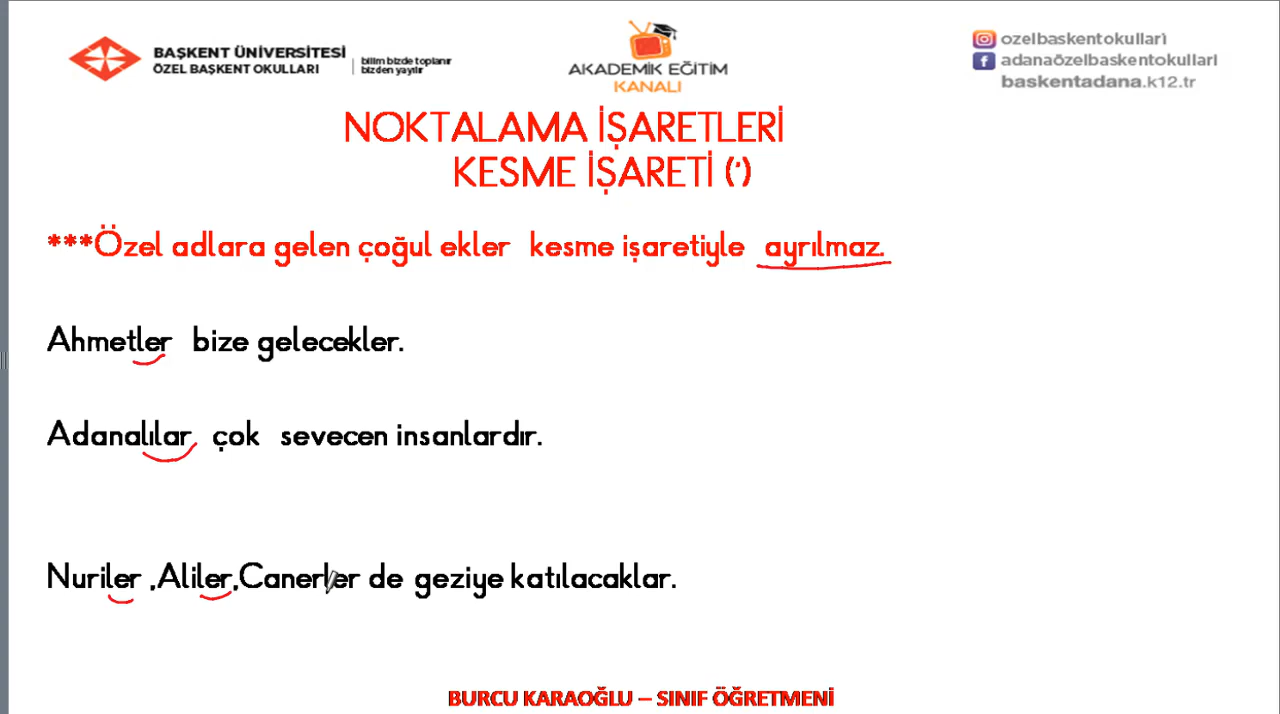 BAŞKENT ÜNİVERSİTESİ
ÖZEL BAŞKENT OKULLARI
bilim bizde toplanır
bizden yayılır
AKADEMİK EĞİTİM
KANALI
ozelbaskentokullari
adanaözelbaskentokullari
baskentadana.k12.tr
NOKTALAMA İŞARETLERİ
KESME İŞARETİ (')
***Özel adlara gelen çoğul ekler kesme işaretiyle ayrılmaz.
Ahmetler bize gelecekler.
Adanalılar çok sevecen insanlardır.
Nuriler ,Aliler,Canerler de geziye katılacaklar.
BURCU KARAOĞLU – SINIF ÖĞRETMENİ